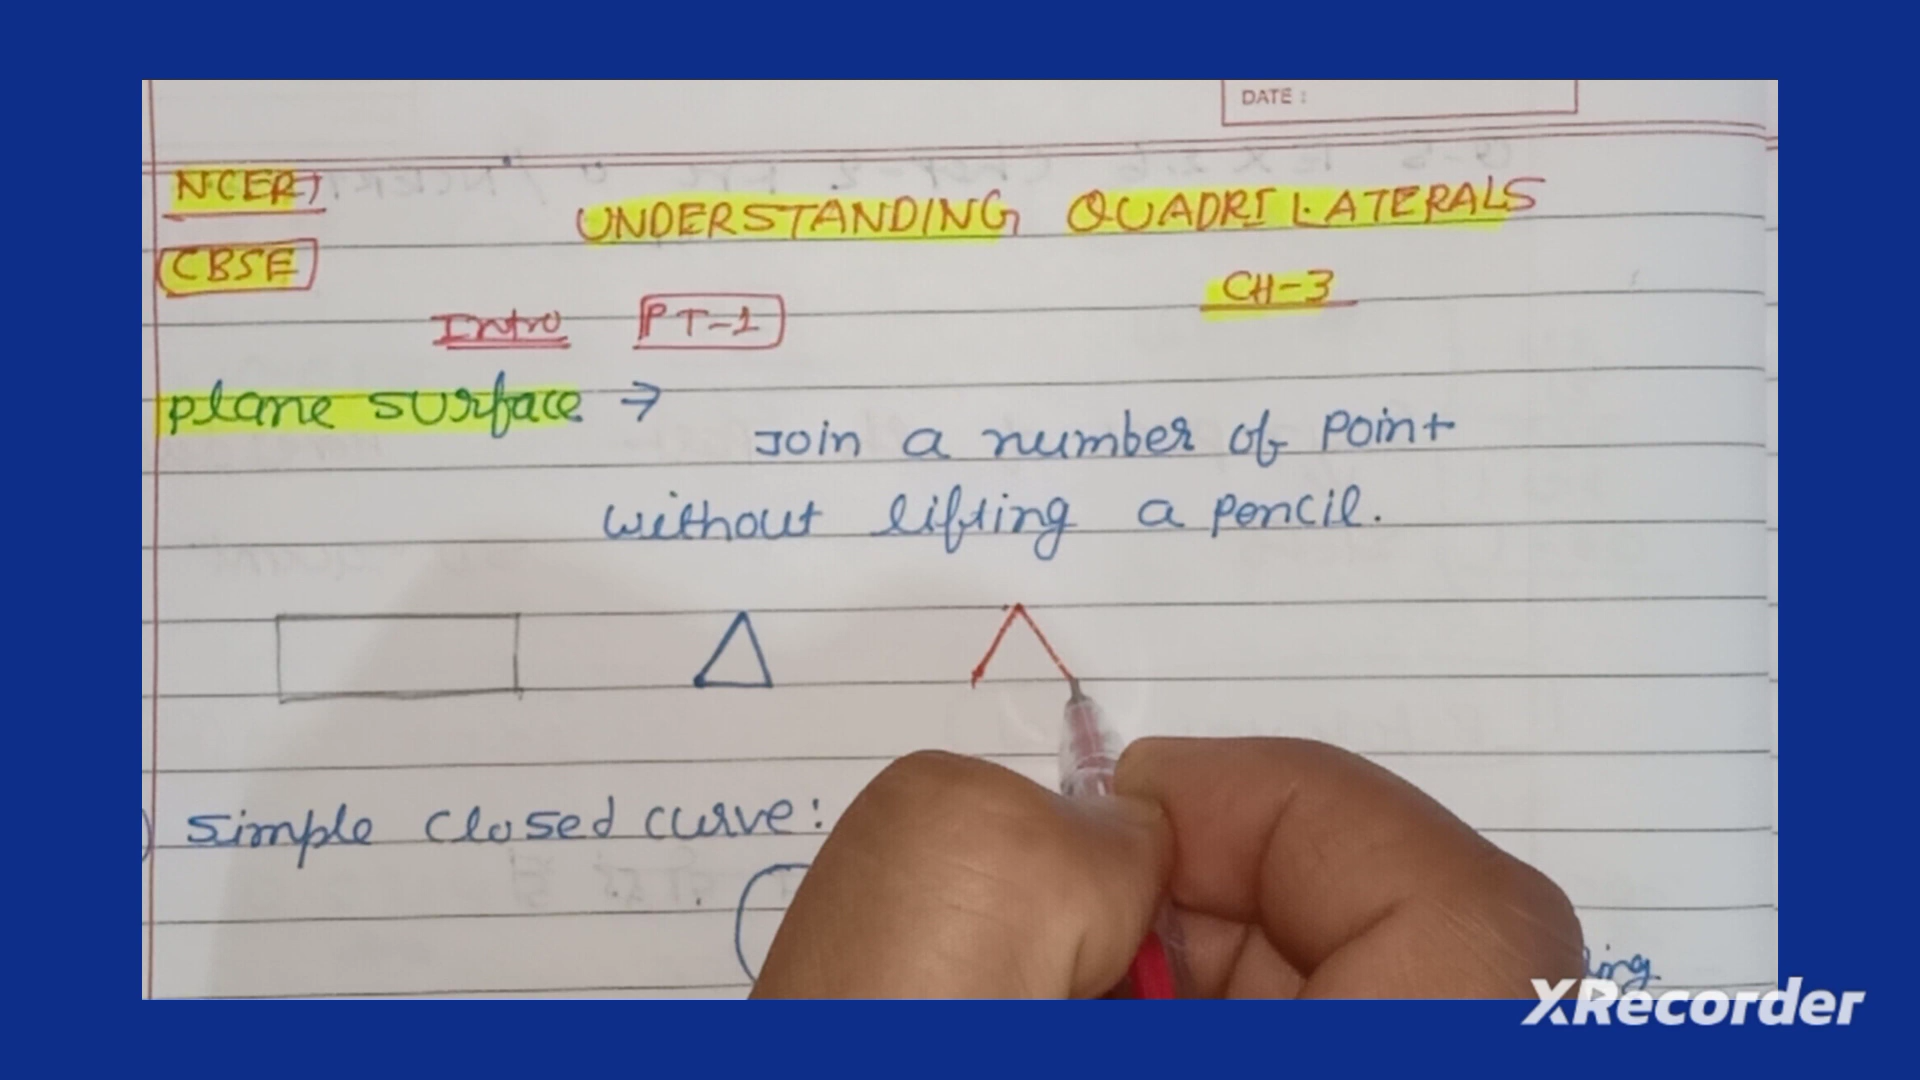 DATE :
NCERT
UNDERSTANDING QUADRILATERALS
CBSE
CH-3
Intro PT-1
plane surface →
Join a number of point
without lifting a pencil.
simple closed curve:
XRecorder